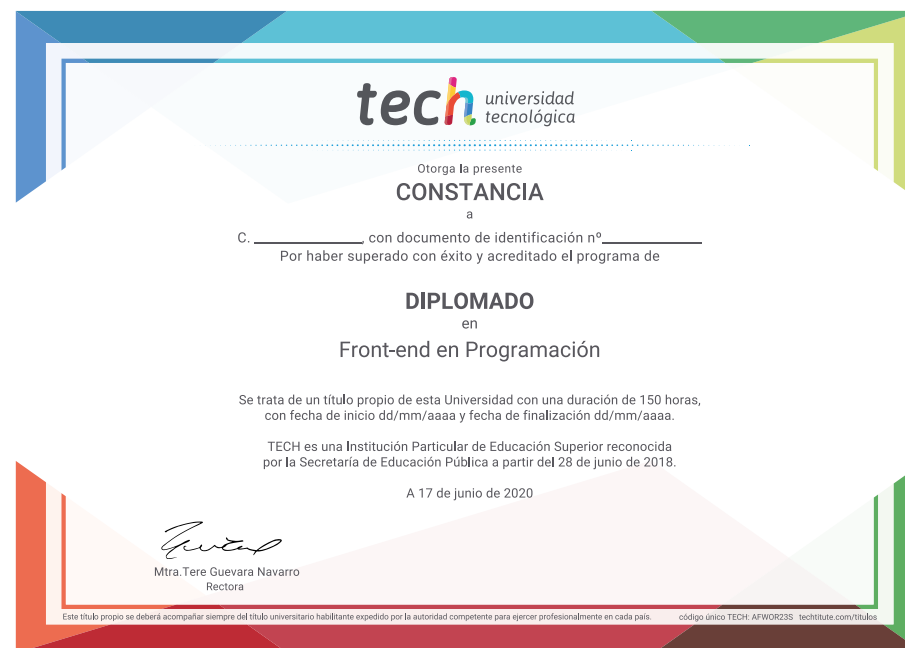 tech universidad
tecnológica
Otorga la presente
CONSTANCIA
a
C. ____________, con documento de identificación nº____________
Por haber superado con éxito y acreditado el programa de
DIPLOMADO
en
Front-end en Programación
Se trata de un título propio de esta Universidad con una duración de 150 horas,
con fecha de inicio dd/mm/aaaa y fecha de finalización dd/mm/aaaa.
TECH es una Institución Particular de Educación Superior reconocida
por la Secretaría de Educación Pública a partir del 28 de junio de 2018.
A 17 de junio de 2020
Mtra.Tere Guevara Navarro
Rectora
Este título propio se deberá acompañar siempre del título universitario habilitante expedido por la autoridad competente para ejercer profesionalmente en cada país. código único TECH: AFWOR23S techtitute.com/titulos